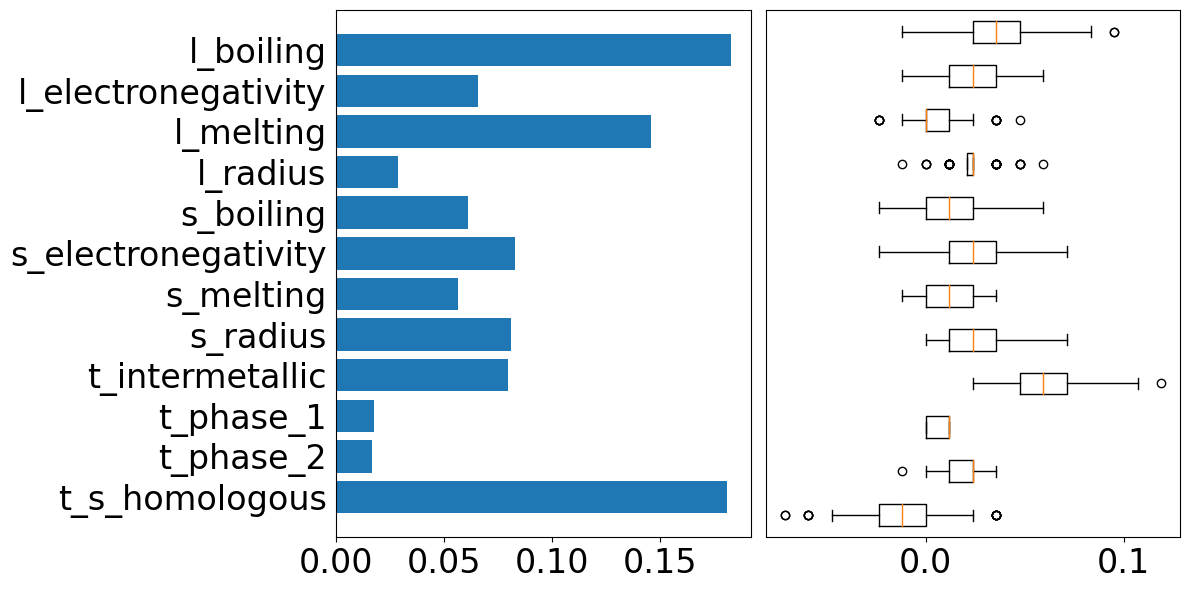 l_boiling
l_electronegativity
l_melting
l_radius
s_boiling
s_electronegativity
s_melting
s_radius
t_intermetallic
t_phase_1
t_phase_2
t_s_homologous
0.00 0.05 0.10 0.15 0.0 0.1